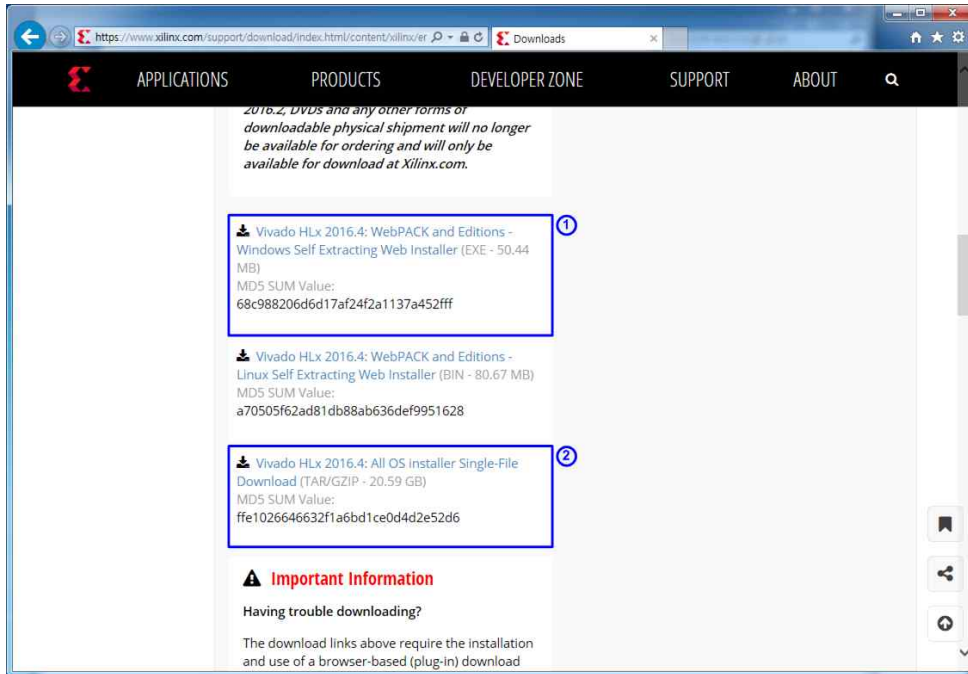 https://www.xilinx.com/support/download/index.html/content/xilinx/er
Downloads
APPLICATIONS PRODUCTS DEVELOPER ZONE SUPPORT ABOUT
2016.2, DVDs and any other forms of
downloadable physical shipment will no longer
be available for ordering and will only be
available for download at Xilinx.com.
Vivado HLx 2016.4: WebPACK and Editions -
Windows Self Extracting Web Installer (EXE - 50.44
MB)
MD5 SUM Value:
68c988206d6d17af24f2a1137a452fff
1
Vivado HLx 2016.4: WebPACK and Editions -
Linux Self Extracting Web Installer (BIN - 80.67 MB)
MD5 SUM Value:
a70505f62ad81db88ab636def9951628
Vivado HLx 2016.4: All OS installer Single-File
Download (TAR/GZIP - 20.59 GB)
MD5 SUM Value:
ffe1026646632f1a6bd1ce0d4d2e52d6
2
Important Information
Having trouble downloading?
The download links above require the installation
and use of a browser-based (plug-in) download